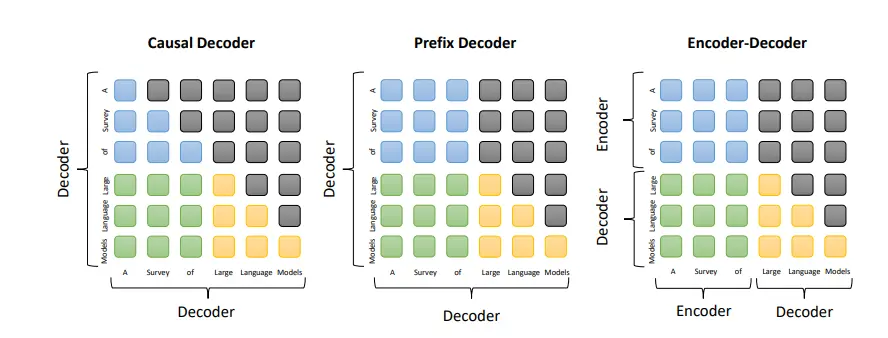 Causal Decoder
Decoder
A
Survey
of
Large
Language
Models
A Survey of Large Language Models
Decoder
Prefix Decoder
Decoder
A
Survey
of
Large
Language
Models
A Survey of Large Language Models
Decoder
Encoder-Decoder
Encoder
Decoder
A
Survey
of
Large
Language
Models
A Survey of Large Language Models
Encoder Decoder